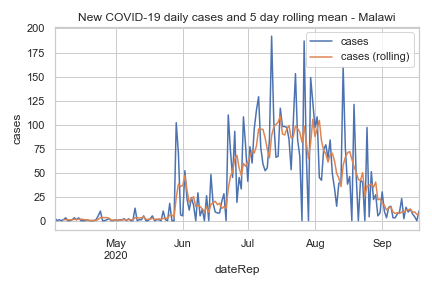 New COVID-19 daily cases and 5 day rolling mean - Malawi
cases
cases (rolling)
200
175
150
125
100
75
50
25
0
cases
May
2020
Jun
Jul
Aug
Sep
dateRep